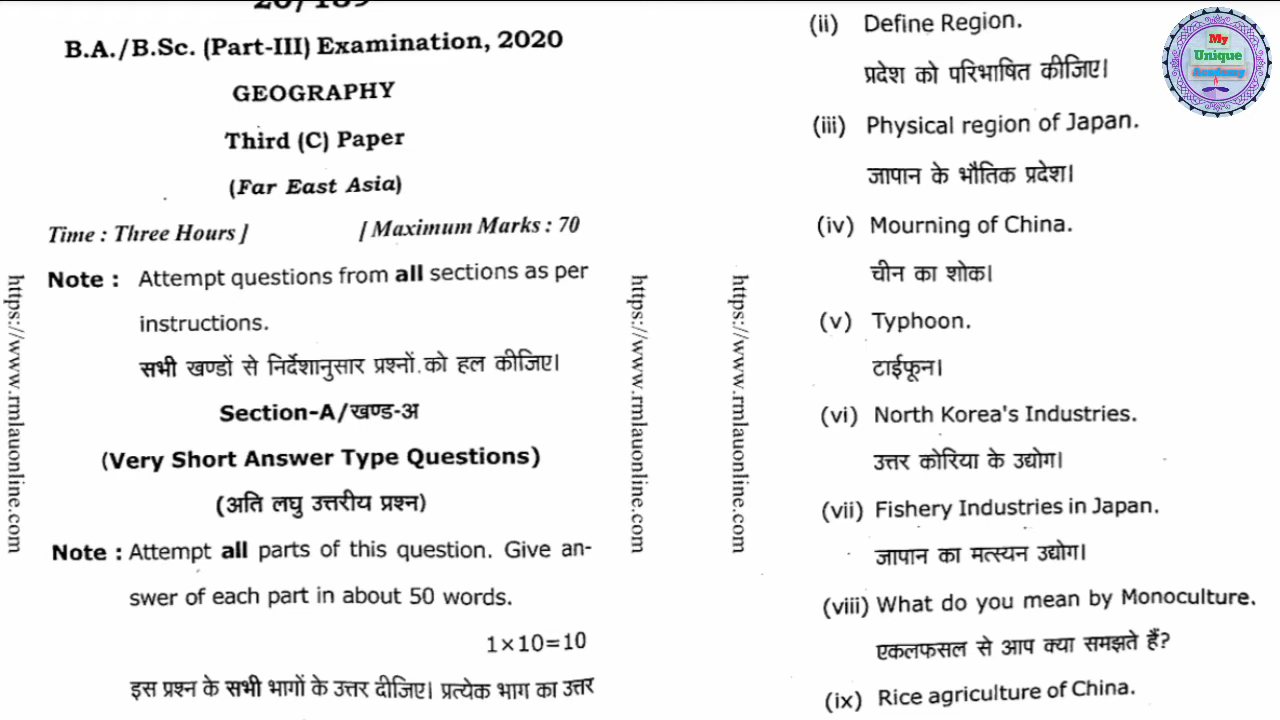 B.A./B.Sc. (Part-III) Examination, 2020
GEOGRAPHY
Third (C) Paper
(Far East Asia)
Time : Three Hours ] [ Maximum Marks : 70
Note : Attempt questions from all sections as per
instructions.
सभी खण्डों से निर्देशानुसार प्रश्नों को हल कीजिए।
Section-A/खण्ड-अ
(Very Short Answer Type Questions)
(अति लघु उत्तरीय प्रश्न)
Note : Attempt all parts of this question. Give an-
swer of each part in about 50 words.
1×10=10
इस प्रश्न के सभी भागों के उत्तर दीजिए। प्रत्येक भाग का उत्तर
https://www.rmlauonline.com
https://www.rmlauonline.com
https://www.rmlauonline.com
(ii) Define Region.
प्रदेश को परिभाषित कीजिए।
(iii) Physical region of Japan.
जापान के भौतिक प्रदेश।
(iv) Mourning of China.
चीन का शोक।
(v) Typhoon.
टाईफून।
(vi) North Korea's Industries.
उत्तर कोरिया के उद्योग।
(vii) Fishery Industries in Japan.
जापान का मत्स्यन उद्योग।
(viii) What do you mean by Monoculture.
एकलफसल से आप क्या समझते हैं?
(ix) Rice agriculture of China.
My
Unique
Academy